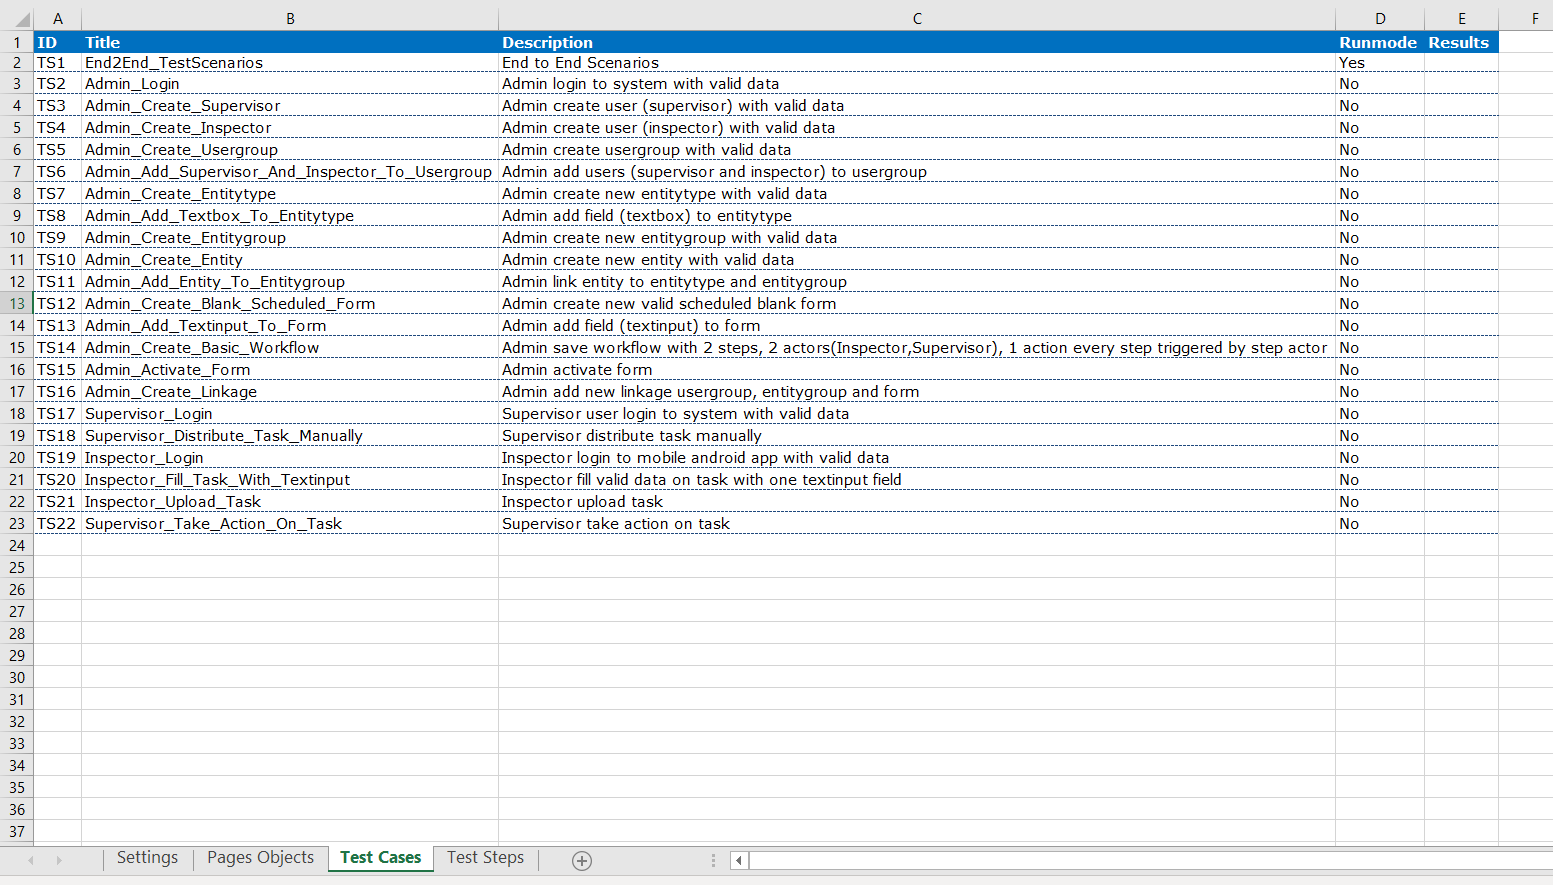 A B C D E F
1 ID Title Description Runmode Results
2 TS1 End2End_TestScenarios End to End Scenarios Yes
3 TS2 Admin_Login Admin login to system with valid data No
4 TS3 Admin_Create_Supervisor Admin create user (supervisor) with valid data No
5 TS4 Admin_Create_Inspector Admin create user (inspector) with valid data No
6 TS5 Admin_Create_Usergroup Admin create usergroup with valid data No
7 TS6 Admin_Add_Supervisor_And_Inspector_To_Usergroup Admin add users (supervisor and inspector) to usergroup No
8 TS7 Admin_Create_Entitytype Admin create new entitytype with valid data No
9 TS8 Admin_Add_Textbox_To_Entitytype Admin add field (textbox) to entitytype No
10 TS9 Admin_Create_Entitygroup Admin create new entitygroup with valid data No
11 TS10 Admin_Create_Entity Admin create new entity with valid data No
12 TS11 Admin_Add_Entity_To_Entitygroup Admin link entity to entitytype and entitygroup No
13 TS12 Admin_Create_Blank_Scheduled_Form Admin create new valid scheduled blank form No
14 TS13 Admin_Add_Textinput_To_Form Admin add field (textinput) to form No
15 TS14 Admin_Create_Basic_Workflow Admin save workflow with 2 steps, 2 actors(Inspector,Supervisor), 1 action every step triggered by step actor No
16 TS15 Admin_Activate_Form Admin activate form No
17 TS16 Admin_Create_Linkage Admin add new linkage usergroup, entitygroup and form No
18 TS17 Supervisor_Login Supervisor user login to system with valid data No
19 TS18 Supervisor_Distribute_Task_Manually Supervisor distribute task manually No
20 TS19 Inspector_Login Inspector login to mobile android app with valid data No
21 TS20 Inspector_Fill_Task_With_Textinput Inspector fill valid data on task with one textinput field No
22 TS21 Inspector_Upload_Task Inspector upload task No
23 TS22 Supervisor_Take_Action_On_Task Supervisor take action on task No
24
25
26
27
28
29
30
31
32
33
34
35
36
37
Settings Pages Objects Test Cases Test Steps